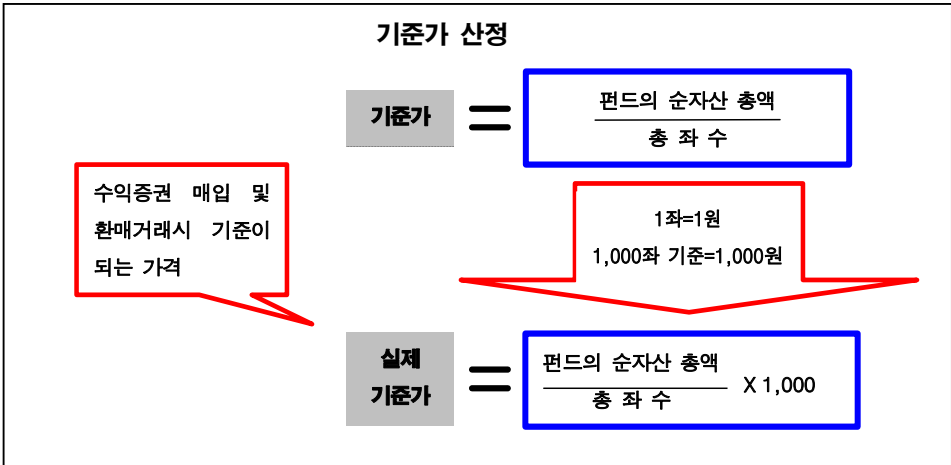 기준가 산정
기준가
=
펀드의 순자산 총액
총 좌 수
수익증권 매입 및
환매거래시 기준이
되는 가격
1좌=1원
1,000좌 기준=1,000원
실제
기준가
=
펀드의 순자산 총액
총 좌 수
X 1,000